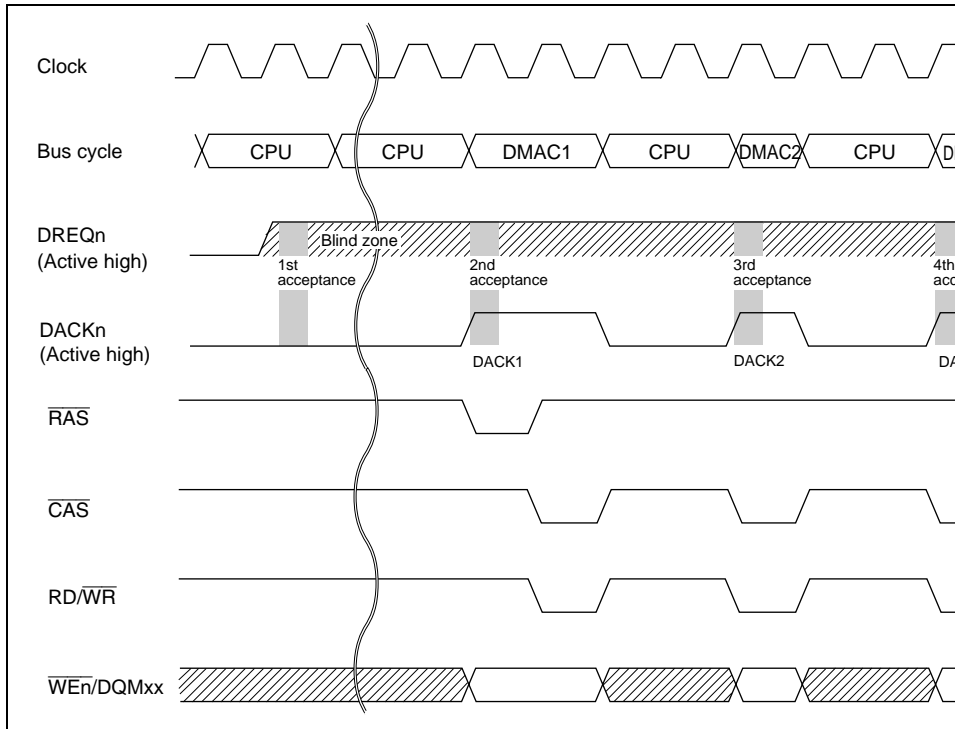 Clock
Bus cycle
CPU CPU DMAC1 CPU DMAC2 CPU
DREQn
(Active high)
Blind zone
1st
acceptance
2nd
acceptance
3rd
acceptance
4th
DACKn
(Active high)
DACK1
DACK2
RAS
CAS
RD/WR
WEn/DQMxx